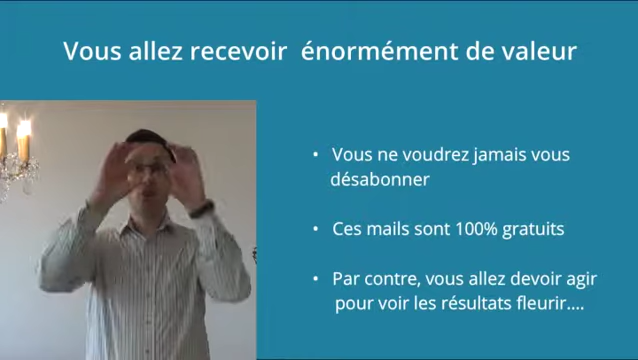 Vous allez recevoir énormément de valeur
• Vous ne voudrez jamais vous
désabonner
• Ces mails sont 100% gratuits
• Par contre, vous allez devoir agir
pour voir les résultats fleurir....